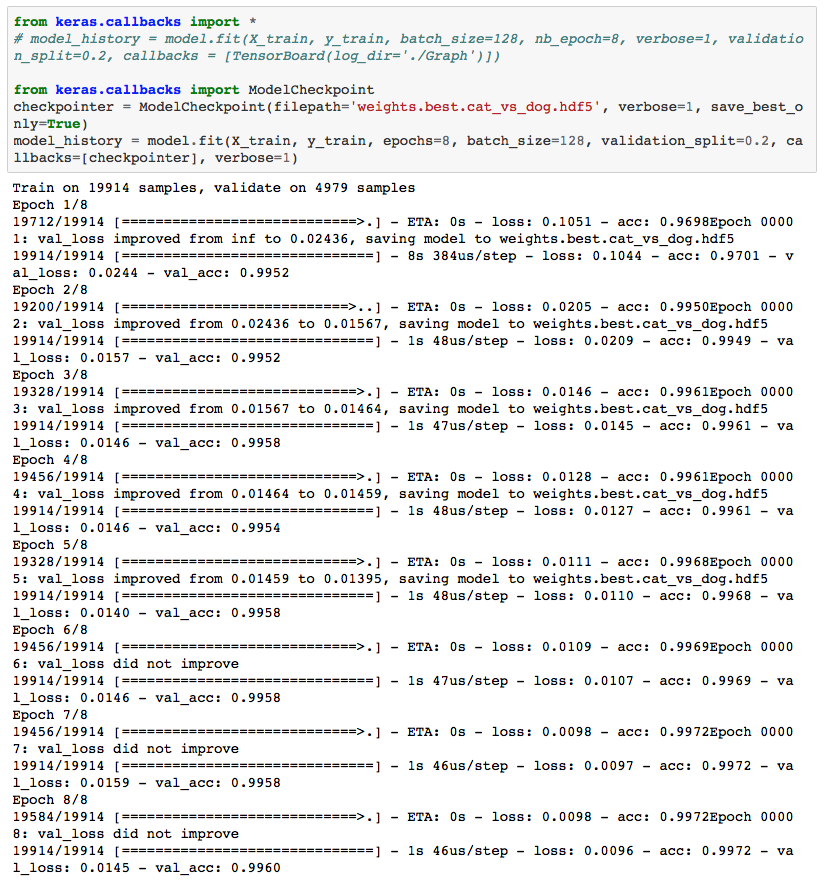 from keras.callbacks import *
# model_history = model.fit(X_train, y_train, batch_size=128, nb_epoch=8, verbose=1, validatio
n_split=0.2, callbacks = [TensorBoard(log_dir='./Graph')])
from keras.callbacks import ModelCheckpoint
checkpointer = ModelCheckpoint(filepath='weights.best.cat_vs_dog.hdf5', verbose=1, save_best_o
nly=True)
model_history = model.fit(X_train, y_train, epochs=8, batch_size=128, validation_split=0.2, ca
llbacks=[checkpointer], verbose=1)
Train on 19914 samples, validate on 4979 samples
Epoch 1/8
19712/19914 [============================>.] - ETA: 0s - loss: 0.1051 - acc: 0.9698Epoch 0000
1: val_loss improved from inf to 0.02436, saving model to weights.best.cat_vs_dog.hdf5
19914/19914 [==============================] - 8s 384us/step - loss: 0.1044 - acc: 0.9701 - v
al_loss: 0.0244 - val_acc: 0.9952
Epoch 2/8
19200/19914 [===========================>..] - ETA: 0s - loss: 0.0205 - acc: 0.9950Epoch 0000
2: val_loss improved from 0.02436 to 0.01567, saving model to weights.best.cat_vs_dog.hdf5
19914/19914 [==============================] - 1s 48us/step - loss: 0.0209 - acc: 0.9949 - va
l_loss: 0.0157 - val_acc: 0.9952
Epoch 3/8
19328/19914 [============================>.] - ETA: 0s - loss: 0.0146 - acc: 0.9961Epoch 0000
3: val_loss improved from 0.01567 to 0.01464, saving model to weights.best.cat_vs_dog.hdf5
19914/19914 [==============================] - 1s 47us/step - loss: 0.0145 - acc: 0.9961 - va
l_loss: 0.0146 - val_acc: 0.9958
Epoch 4/8
19456/19914 [============================>.] - ETA: 0s - loss: 0.0128 - acc: 0.9961Epoch 0000
4: val_loss improved from 0.01464 to 0.01459, saving model to weights.best.cat_vs_dog.hdf5
19914/19914 [==============================] - 1s 48us/step - loss: 0.0127 - acc: 0.9961 - va
l_loss: 0.0146 - val_acc: 0.9954
Epoch 5/8
19328/19914 [============================>.] - ETA: 0s - loss: 0.0111 - acc: 0.9968Epoch 0000
5: val_loss improved from 0.01459 to 0.01395, saving model to weights.best.cat_vs_dog.hdf5
19914/19914 [==============================] - 1s 48us/step - loss: 0.0110 - acc: 0.9968 - va
l_loss: 0.0140 - val_acc: 0.9958
Epoch 6/8
19456/19914 [============================>.] - ETA: 0s - loss: 0.0109 - acc: 0.9969Epoch 0000
6: val_loss did not improve
19914/19914 [==============================] - 1s 47us/step - loss: 0.0107 - acc: 0.9969 - va
l_loss: 0.0146 - val_acc: 0.9958
Epoch 7/8
19456/19914 [============================>.] - ETA: 0s - loss: 0.0098 - acc: 0.9972Epoch 0000
7: val_loss did not improve
19914/19914 [==============================] - 1s 46us/step - loss: 0.0097 - acc: 0.9972 - va
l_loss: 0.0159 - val_acc: 0.9958
Epoch 8/8
19584/19914 [============================>.] - ETA: 0s - loss: 0.0098 - acc: 0.9972Epoch 0000
8: val_loss did not improve
19914/19914 [==============================] - 1s 46us/step - loss: 0.0096 - acc: 0.9972 - va
l_loss: 0.0145 - val_acc: 0.9960